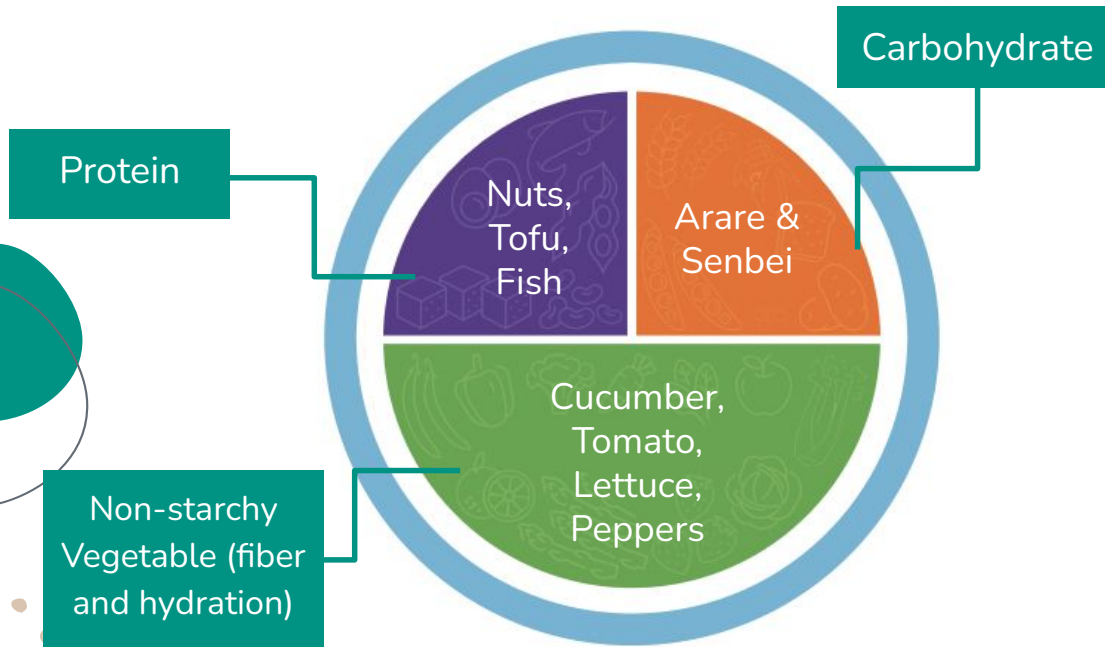 Carbohydrate
Protein
Nuts,
Tofu,
Fish
Arare &
Senbei
Cucumber,
Tomato,
Lettuce,
Peppers
Non-starchy
Vegetable (fiber
and hydration)